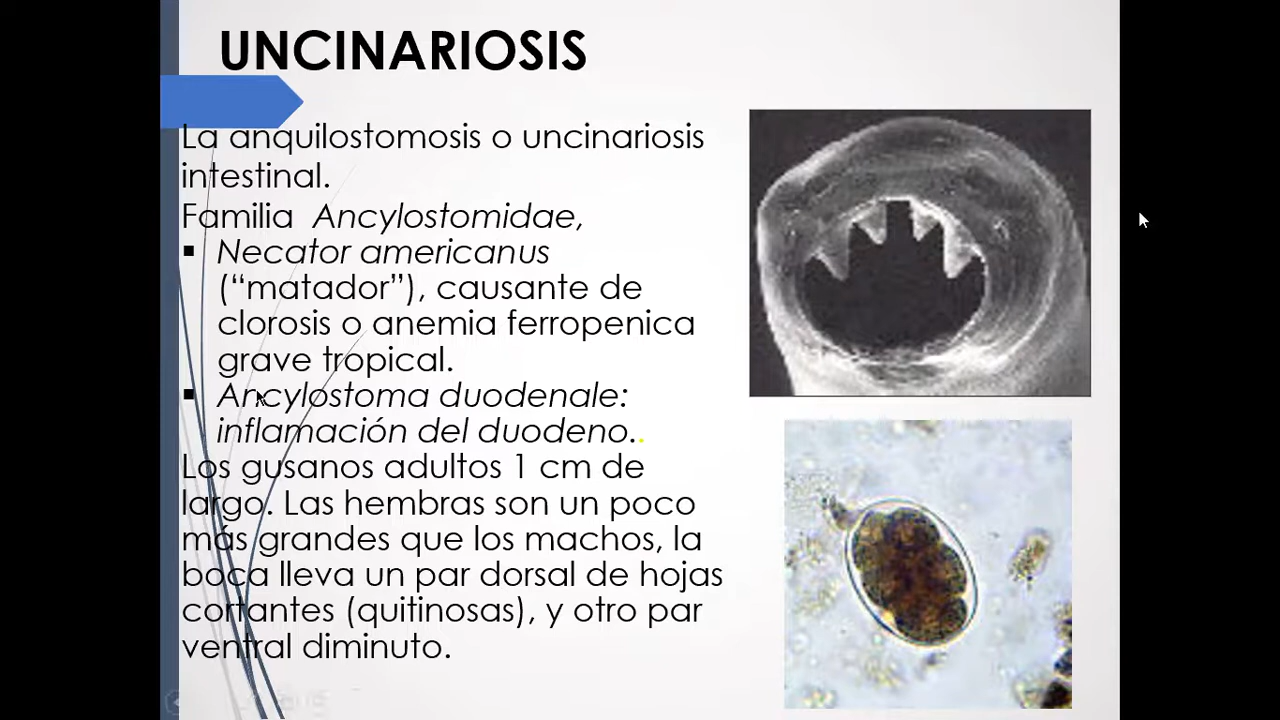 UNCINARIOSIS
La anquilostomosis o uncinariosis
intestinal.
Familia Ancylostomidae,
▪ Necator americanus
(“matador”), causante de
clorosis o anemia ferropenica
grave tropical.
▪ Ancylostoma duodenale:
inflamación del duodeno..
Los gusanos adultos 1 cm de
largo. Las hembras son un poco
más grandes que los machos, la
boca lleva un par dorsal de hojas
cortantes (quitinosas), y otro par
ventral diminuto.